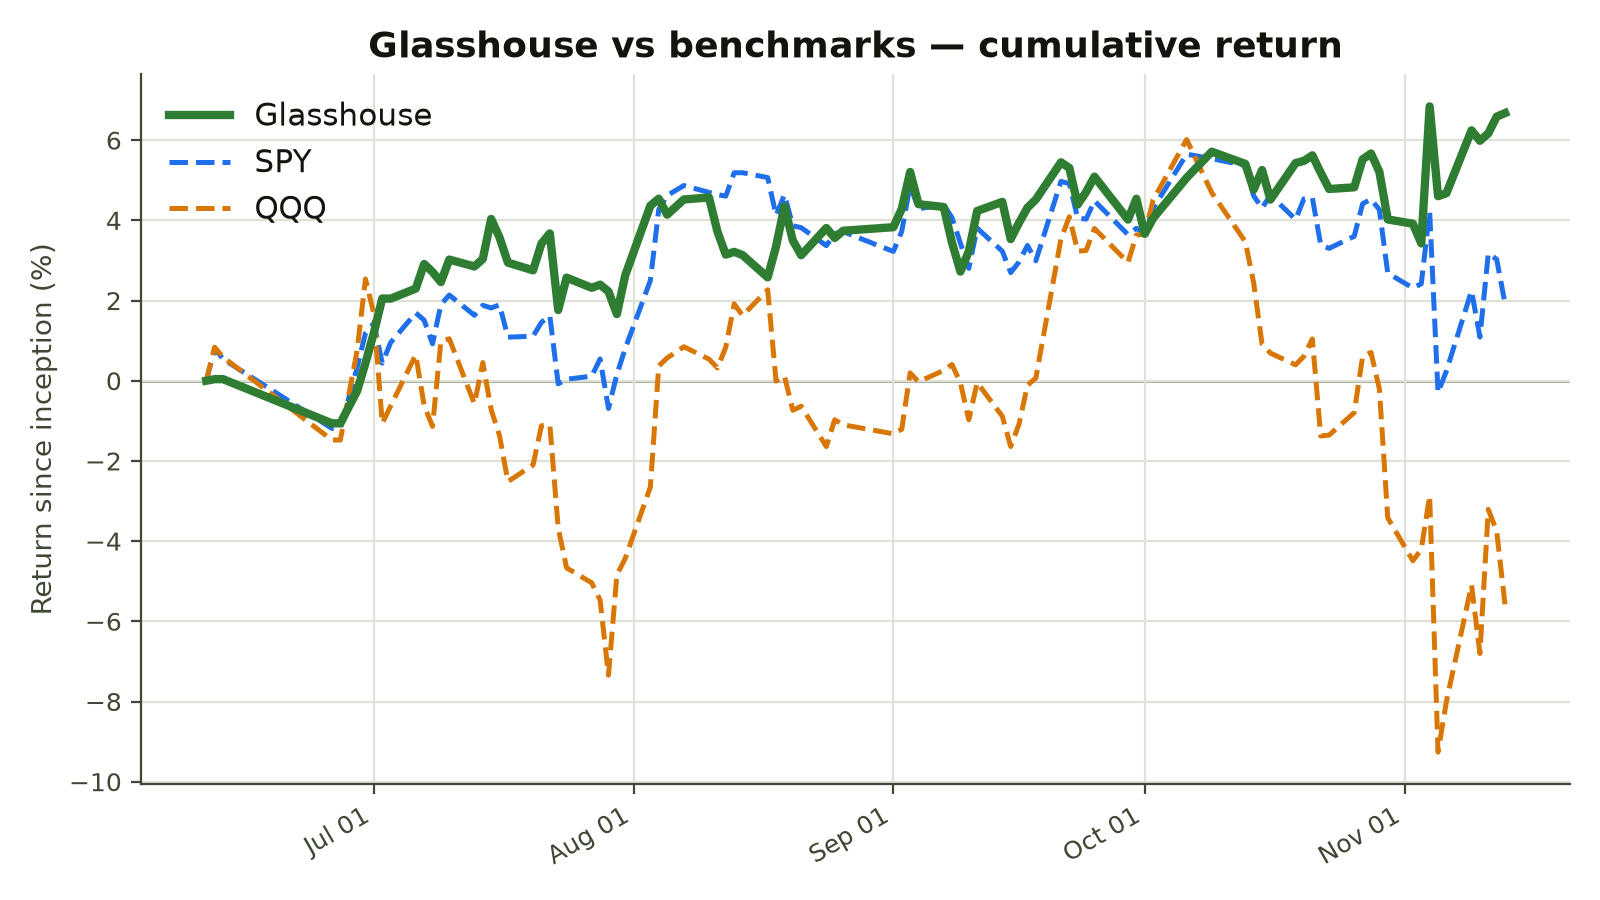 Glasshouse vs benchmarks — cumulative return
Glasshouse
SPY
QQQ
Return since inception (%)
6
4
2
0
−2
−4
−6
−8
−10
Jul 01
Aug 01
Sep 01
Oct 01
Nov 01